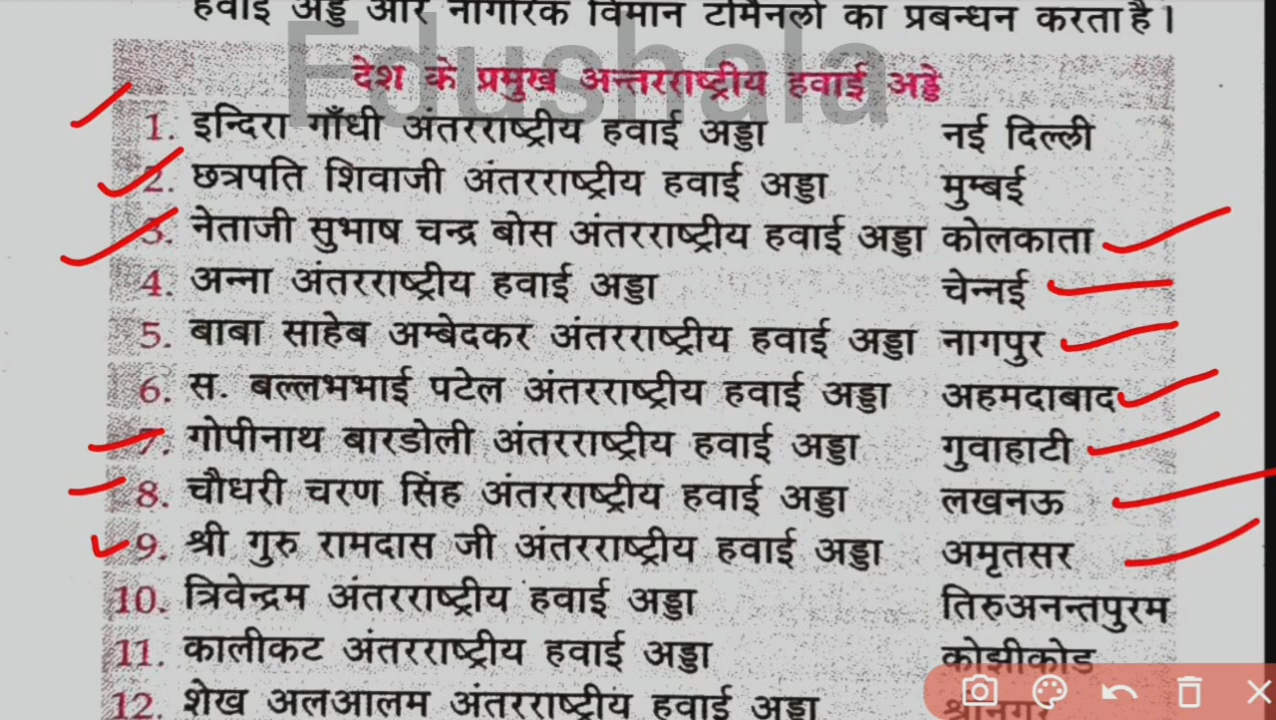 हवाई अड्डे और नागरिक विमान टर्मिनलों का प्रबन्धन करता है।
Edushala
देश के प्रमुख अन्तरराष्ट्रीय हवाई अड्डे
1. इन्दिरा गाँधी अंतरराष्ट्रीय हवाई अड्डा नई दिल्ली
2. छत्रपति शिवाजी अंतरराष्ट्रीय हवाई अड्डा मुम्बई
3. नेताजी सुभाष चन्द्र बोस अंतरराष्ट्रीय हवाई अड्डा कोलकाता
4. अन्ना अंतरराष्ट्रीय हवाई अड्डा चेन्नई
5. बाबा साहेब अम्बेदकर अंतरराष्ट्रीय हवाई अड्डा नागपुर
6. स. बल्लभभाई पटेल अंतरराष्ट्रीय हवाई अड्डा अहमदाबाद
7. गोपीनाथ बारडोली अंतरराष्ट्रीय हवाई अड्डा गुवाहाटी
8. चौधरी चरण सिंह अंतरराष्ट्रीय हवाई अड्डा लखनऊ
9. श्री गुरु रामदास जी अंतरराष्ट्रीय हवाई अड्डा अमृतसर
10. त्रिवेन्द्रम अंतरराष्ट्रीय हवाई अड्डा तिरुअनन्तपुरम
11. कालीकट अंतरराष्ट्रीय हवाई अड्डा कोझीकोड
12. शेख अलआलम अंतरराष्ट्रीय हवाई अड्डा श्रीनगर